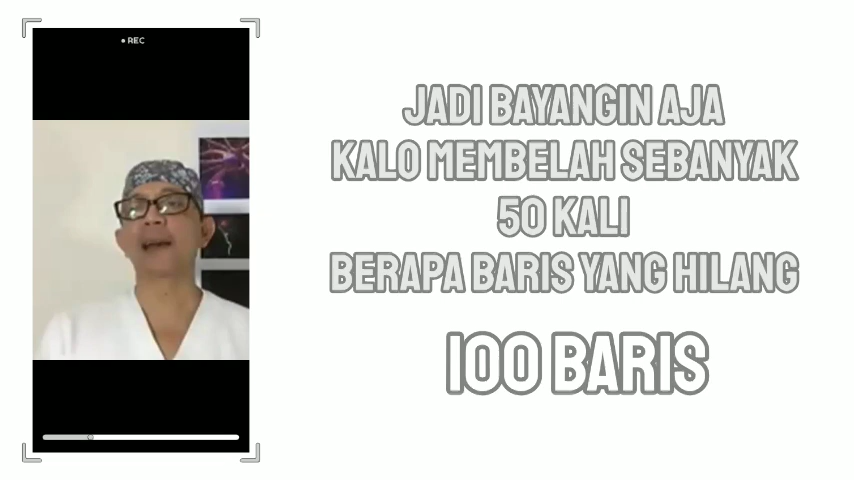 • REC
JADI BAYANGIN AJA
KALO MEMBELAH SEBANYAK
50 KALI
BERAPA BARIS YANG HILANG
100 BARIS